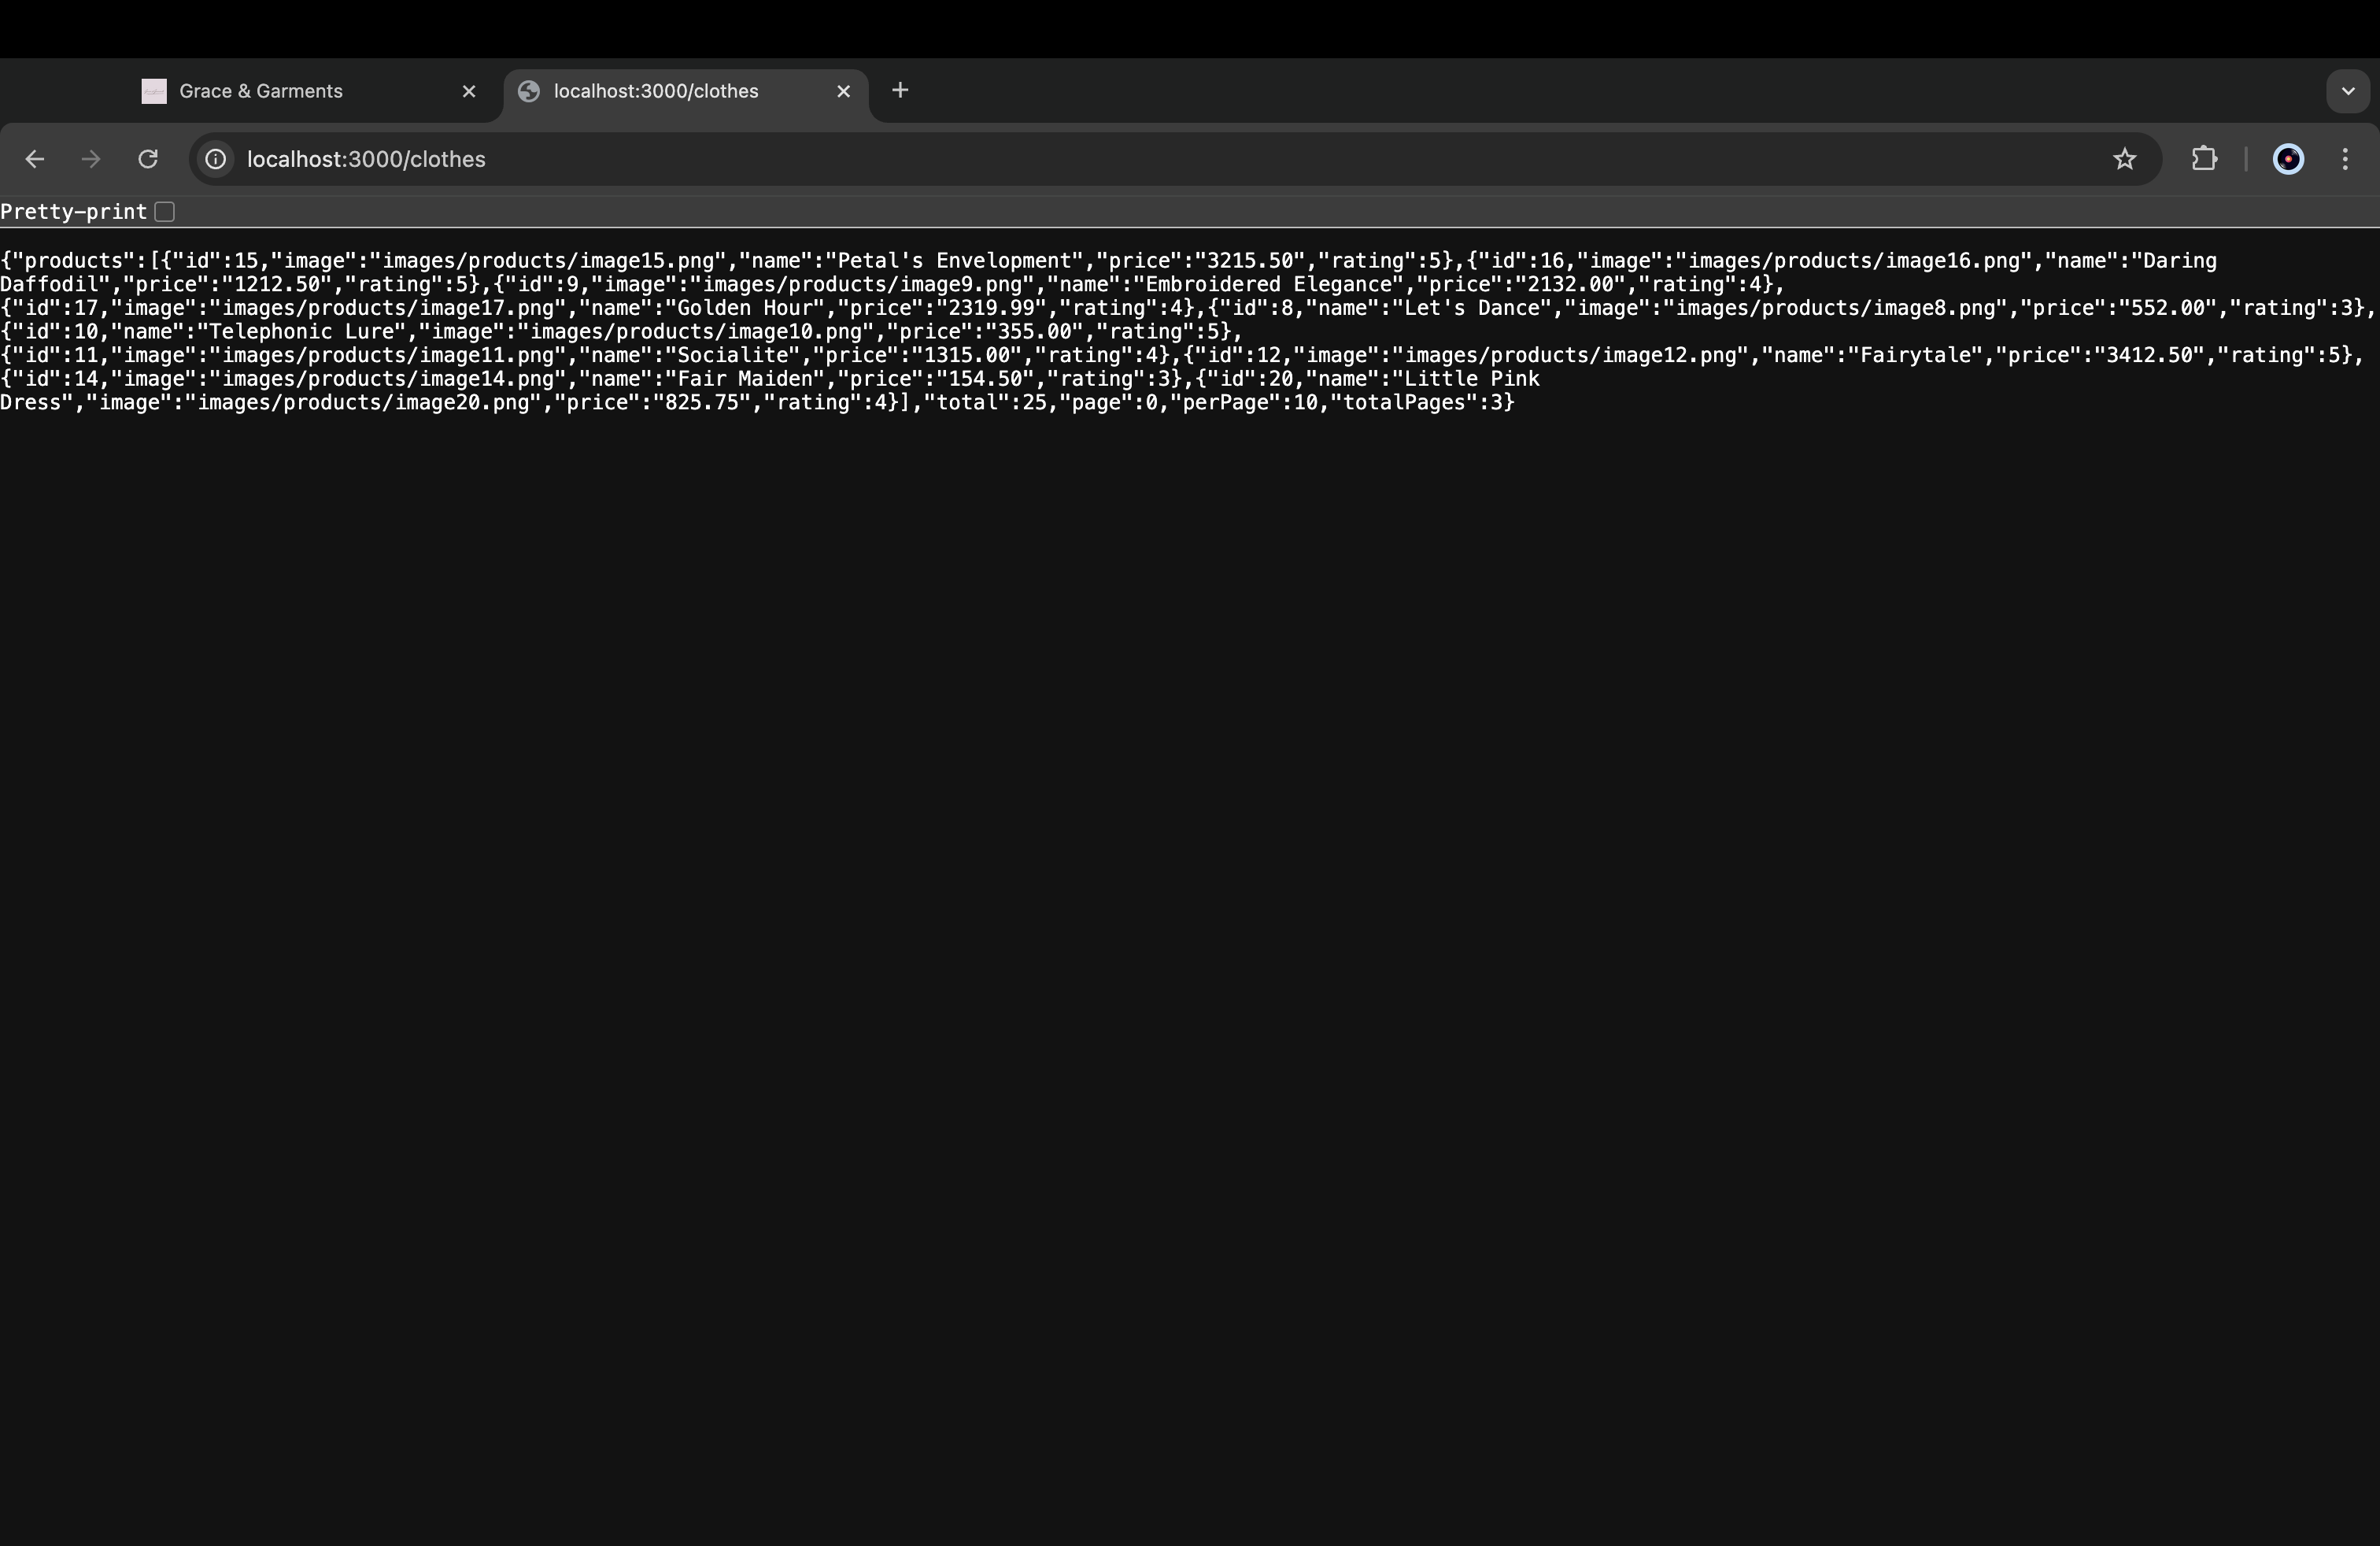 Grace & Garments
localhost:3000/clothes
localhost:3000/clothes
Pretty-print
{"products":[{"id":15,"image":"images/products/image15.png","name":"Petal's Envelopment","price":"3215.50","rating":5},{"id":16,"image":"images/products/image16.png","name":"Daring
Daffodil","price":"1212.50","rating":5},{"id":9,"image":"images/products/image9.png","name":"Embroidered Elegance","price":"2132.00","rating":4},
{"id":17,"image":"images/products/image17.png","name":"Golden Hour","price":"2319.99","rating":4},{"id":8,"name":"Let's Dance","image":"images/products/image8.png","price":"552.00","rating":3},
{"id":10,"name":"Telephonic Lure","image":"images/products/image10.png","price":"355.00","rating":5},
{"id":11,"image":"images/products/image11.png","name":"Socialite","price":"1315.00","rating":4},{"id":12,"image":"images/products/image12.png","name":"Fairytale","price":"3412.50","rating":5},
{"id":14,"image":"images/products/image14.png","name":"Fair Maiden","price":"154.50","rating":3},{"id":20,"name":"Little Pink
Dress","image":"images/products/image20.png","price":"825.75","rating":4}],"total":25,"page":0,"perPage":10,"totalPages":3}